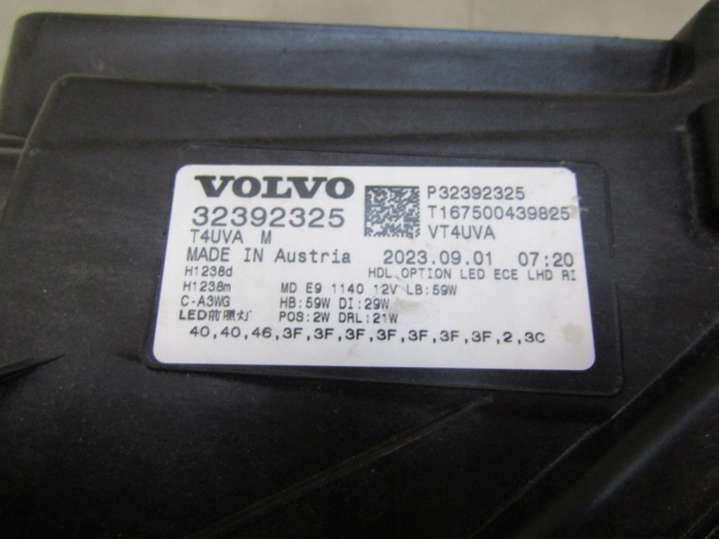 VOLVO
P32392325
32392325
T167500439825
T4UVA M
VT4UVA
MADE IN Austria
2023.09.01 07:20
H1238d
HDL OPTION LED ECE LHD RI
H1238m
MD E9 1140 12V LB:59W
C-A3WG
HB:59W DI:29W
LED前照灯
POS:2W DRL:21W
40,40,46,3F,3F,3F,3F,3F,3F,3F,2,3C